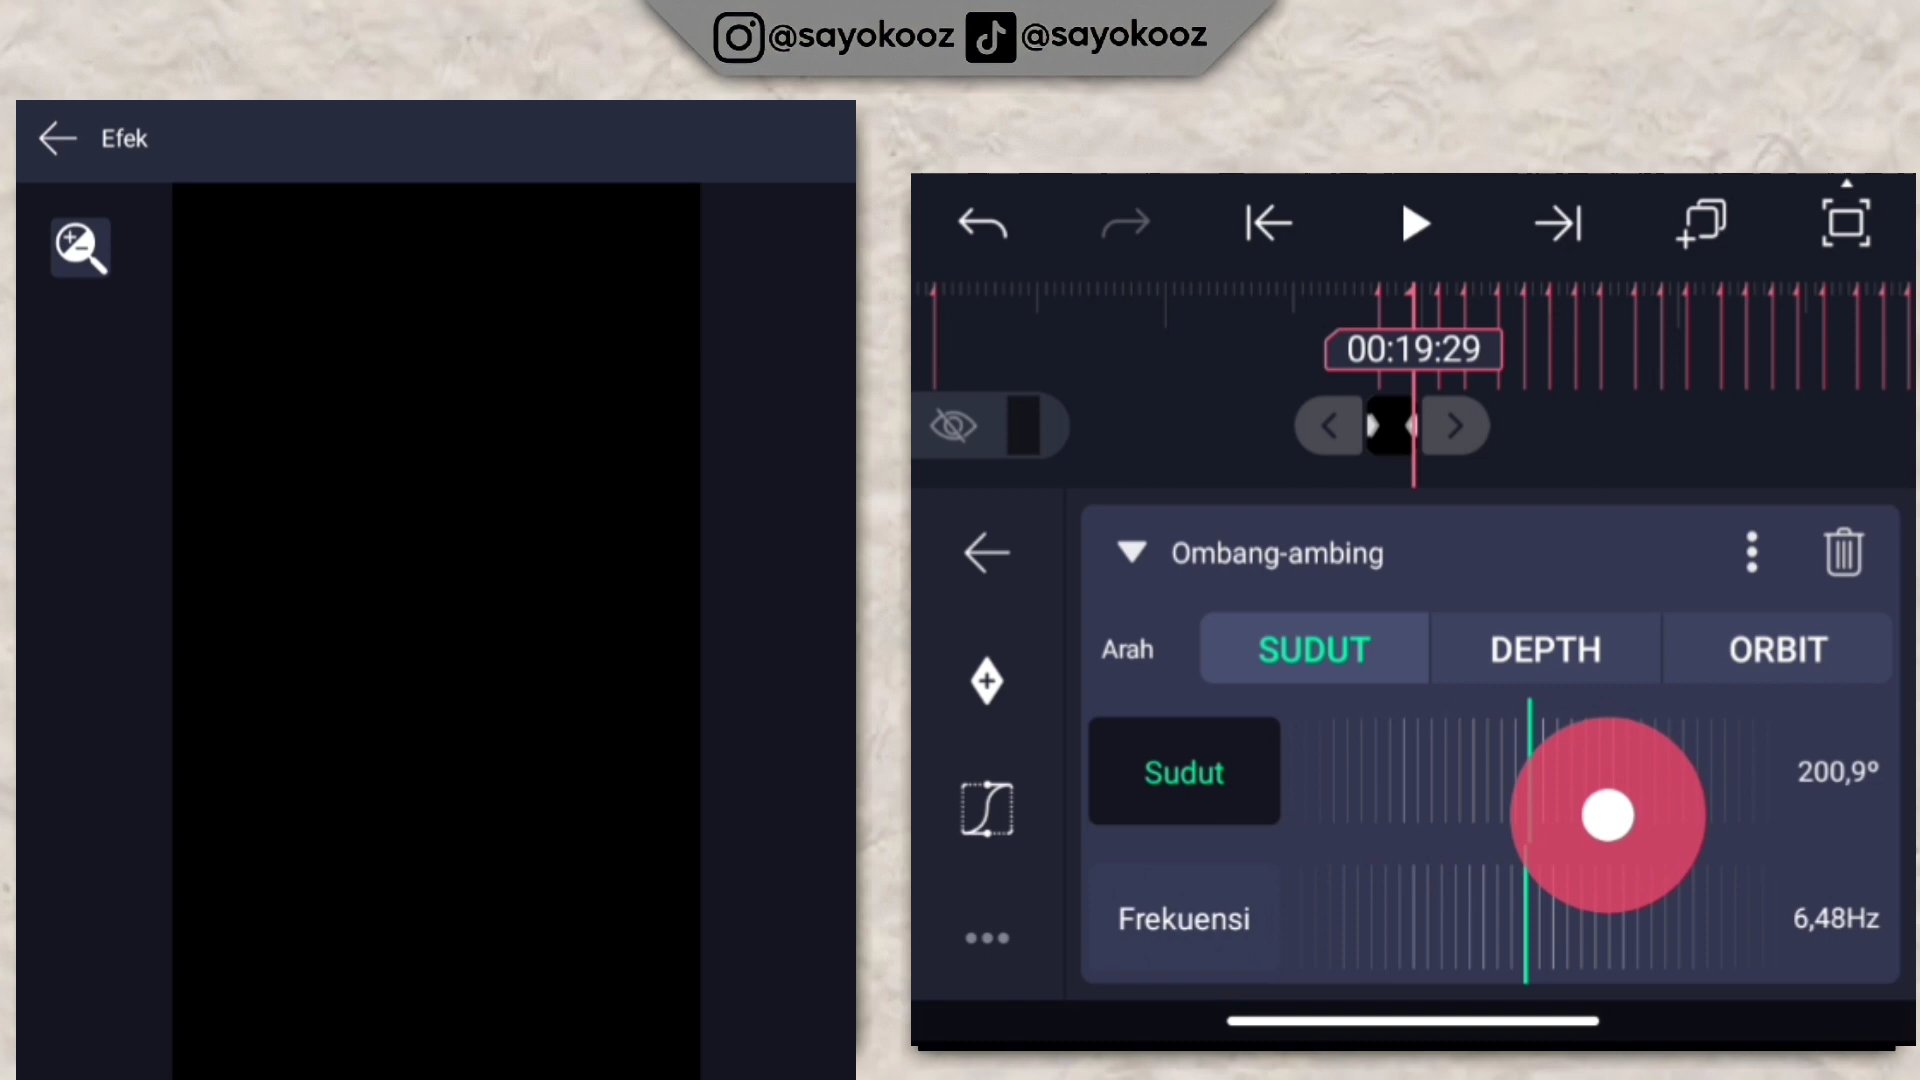 @sayokooz @sayokooz
Efek
00:19:29
Ombang-ambing
Arah SUDUT DEPTH ORBIT
Sudut 200,9°
Frekuensi 6,48Hz